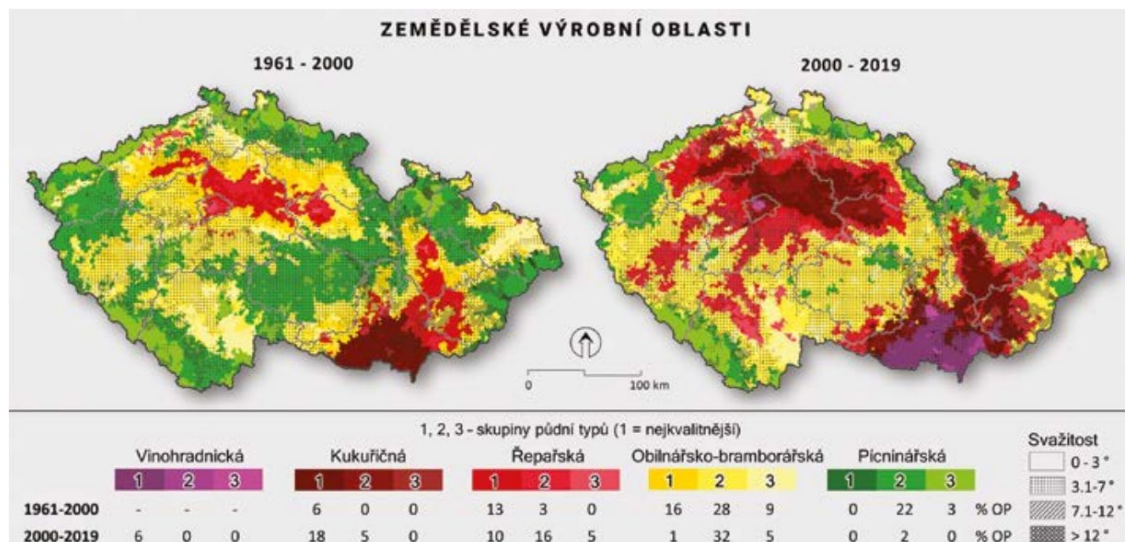 ZEMĚDĚLSKÉ VÝROBNÍ OBLASTI
1961 - 2000
2000 - 2019
0 100 km
1, 2, 3 - skupiny půdní typů (1 = nejkvalitnější)
Vinohradnická Kukuřičná Řepařská Obilnářsko-bramborářská Pícninářská
1 2 3 1 2 3 1 2 3 1 2 3 1 2 3
1961-2000 - - - 6 0 0 13 3 0 16 28 9 0 22 3 % OP
2000-2019 6 0 0 18 5 0 10 16 5 1 32 5 0 2 0 % OP
Svažitost
0 - 3 °
3.1-7 °
7.1-12 °
> 12 °